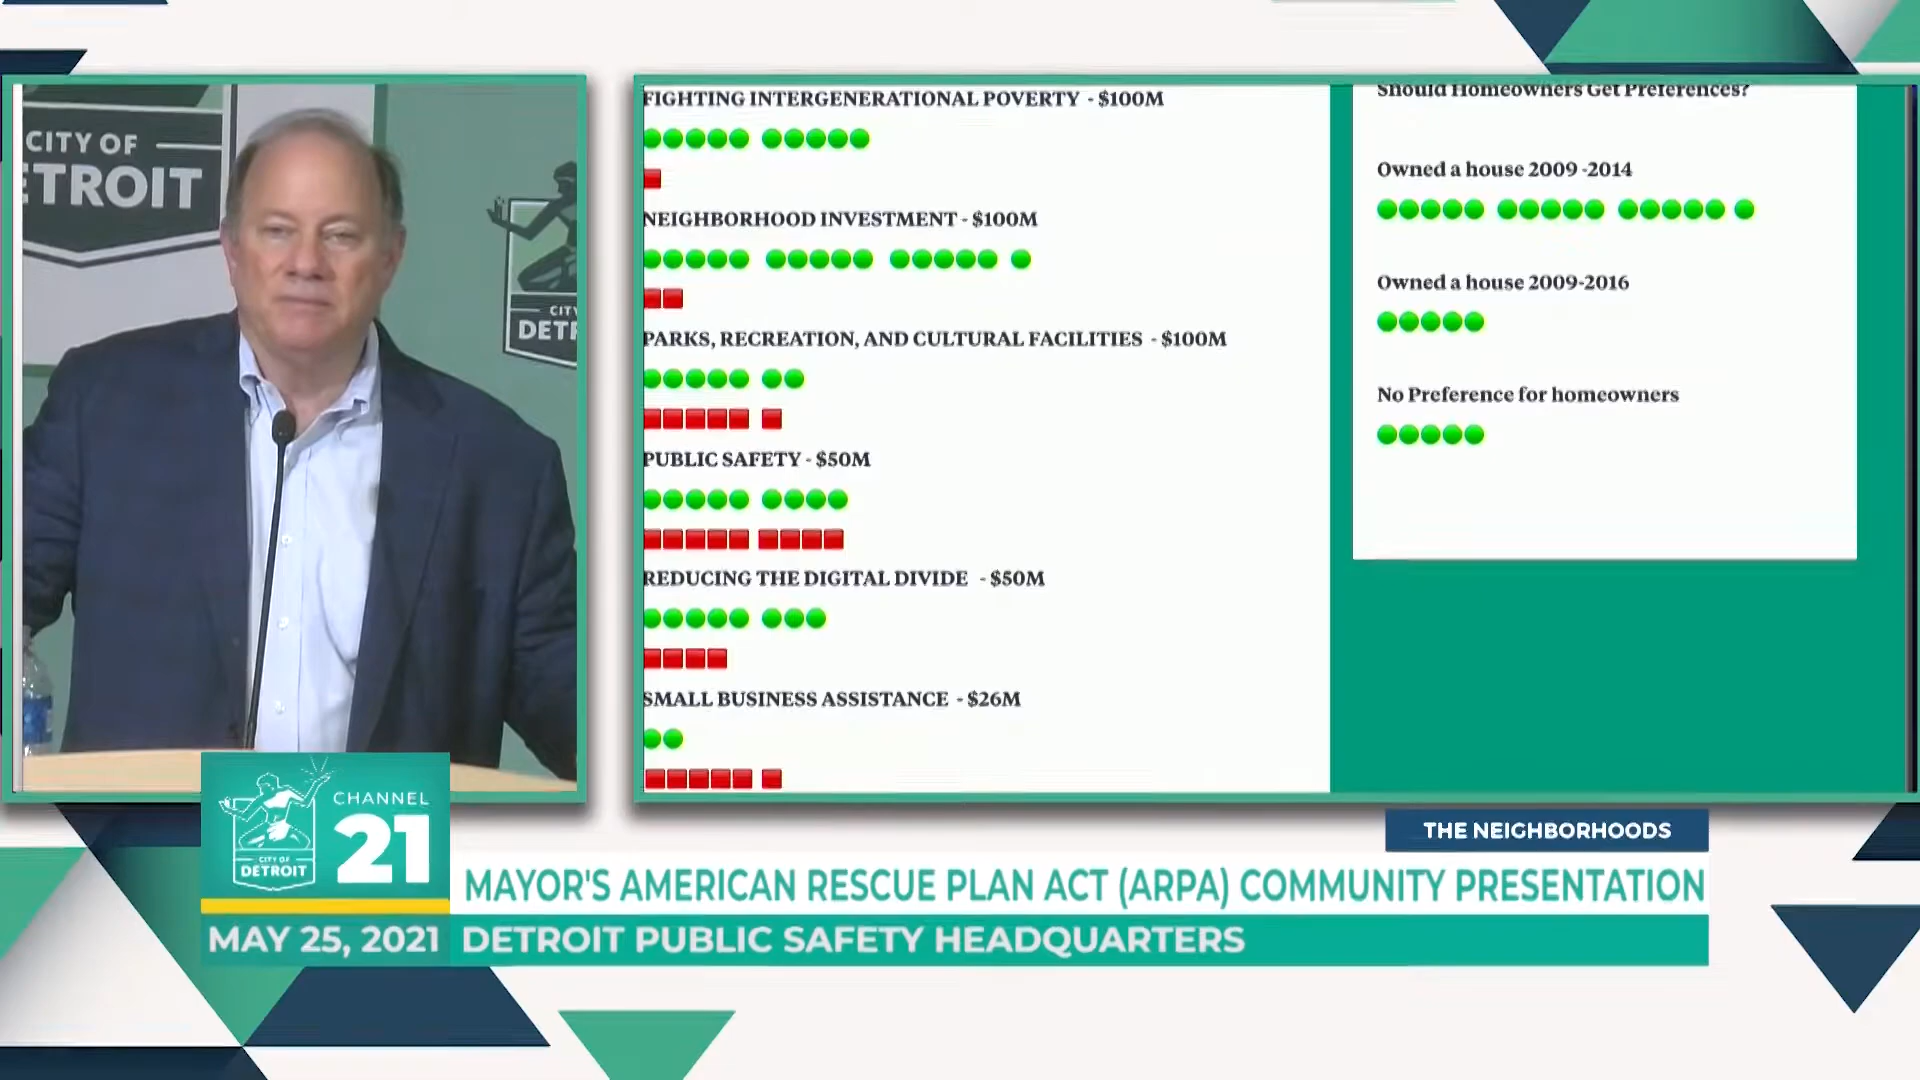 CITY OF
ETROIT
CITY
DET
FIGHTING INTERGENERATIONAL POVERTY - $100M
NEIGHBORHOOD INVESTMENT - $100M
PARKS, RECREATION, AND CULTURAL FACILITIES - $100M
PUBLIC SAFETY - $50M
REDUCING THE DIGITAL DIVIDE - $50M
SMALL BUSINESS ASSISTANCE - $26M
Should Homeowners Get Preferences?
Owned a house 2009 -2014
Owned a house 2009-2016
No Preference for homeowners
THE NEIGHBORHOODS
CHANNEL
21
CITY OF
DETROIT
MAYOR'S AMERICAN RESCUE PLAN ACT (ARPA) COMMUNITY PRESENTATION
MAY 25, 2021
DETROIT PUBLIC SAFETY HEADQUARTERS